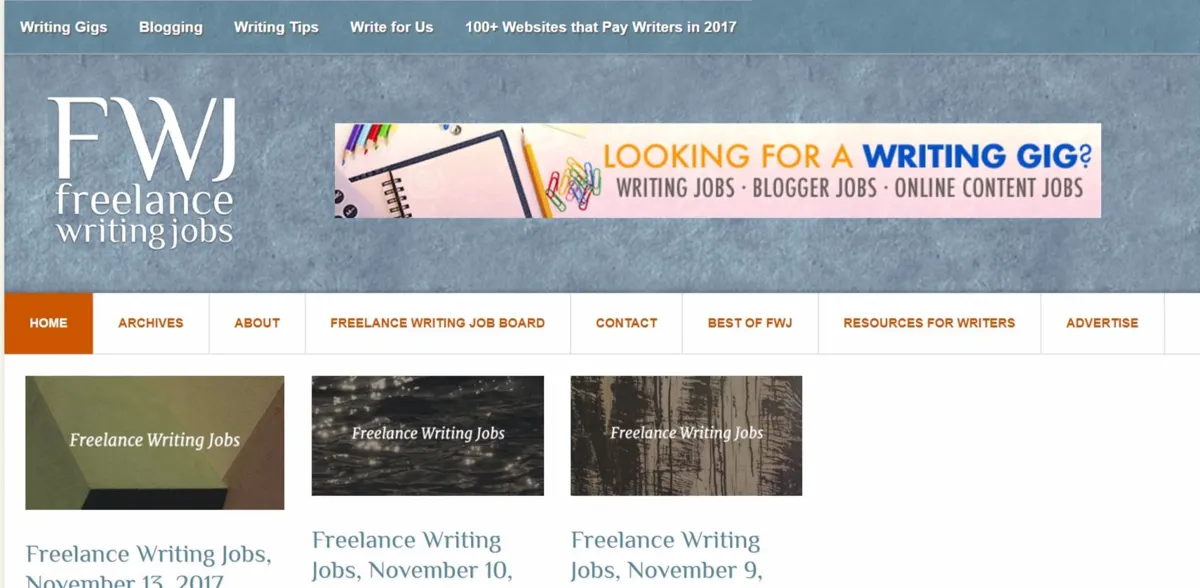 Writing Gigs Blogging Writing Tips Write for Us 100+ Websites that Pay Writers in 2017
FWJ
freelance
writing jobs
LOOKING FOR A WRITING GIG?
WRITING JOBS · BLOGGER JOBS · ONLINE CONTENT JOBS
HOME ARCHIVES ABOUT FREELANCE WRITING JOB BOARD CONTACT BEST OF FWJ RESOURCES FOR WRITERS ADVERTISE
Freelance Writing Jobs
Freelance Writing Jobs
Freelance Writing Jobs
Freelance Writing Jobs,
November 13, 2017
Freelance Writing
Jobs, November 10,
Freelance Writing
Jobs, November 9,